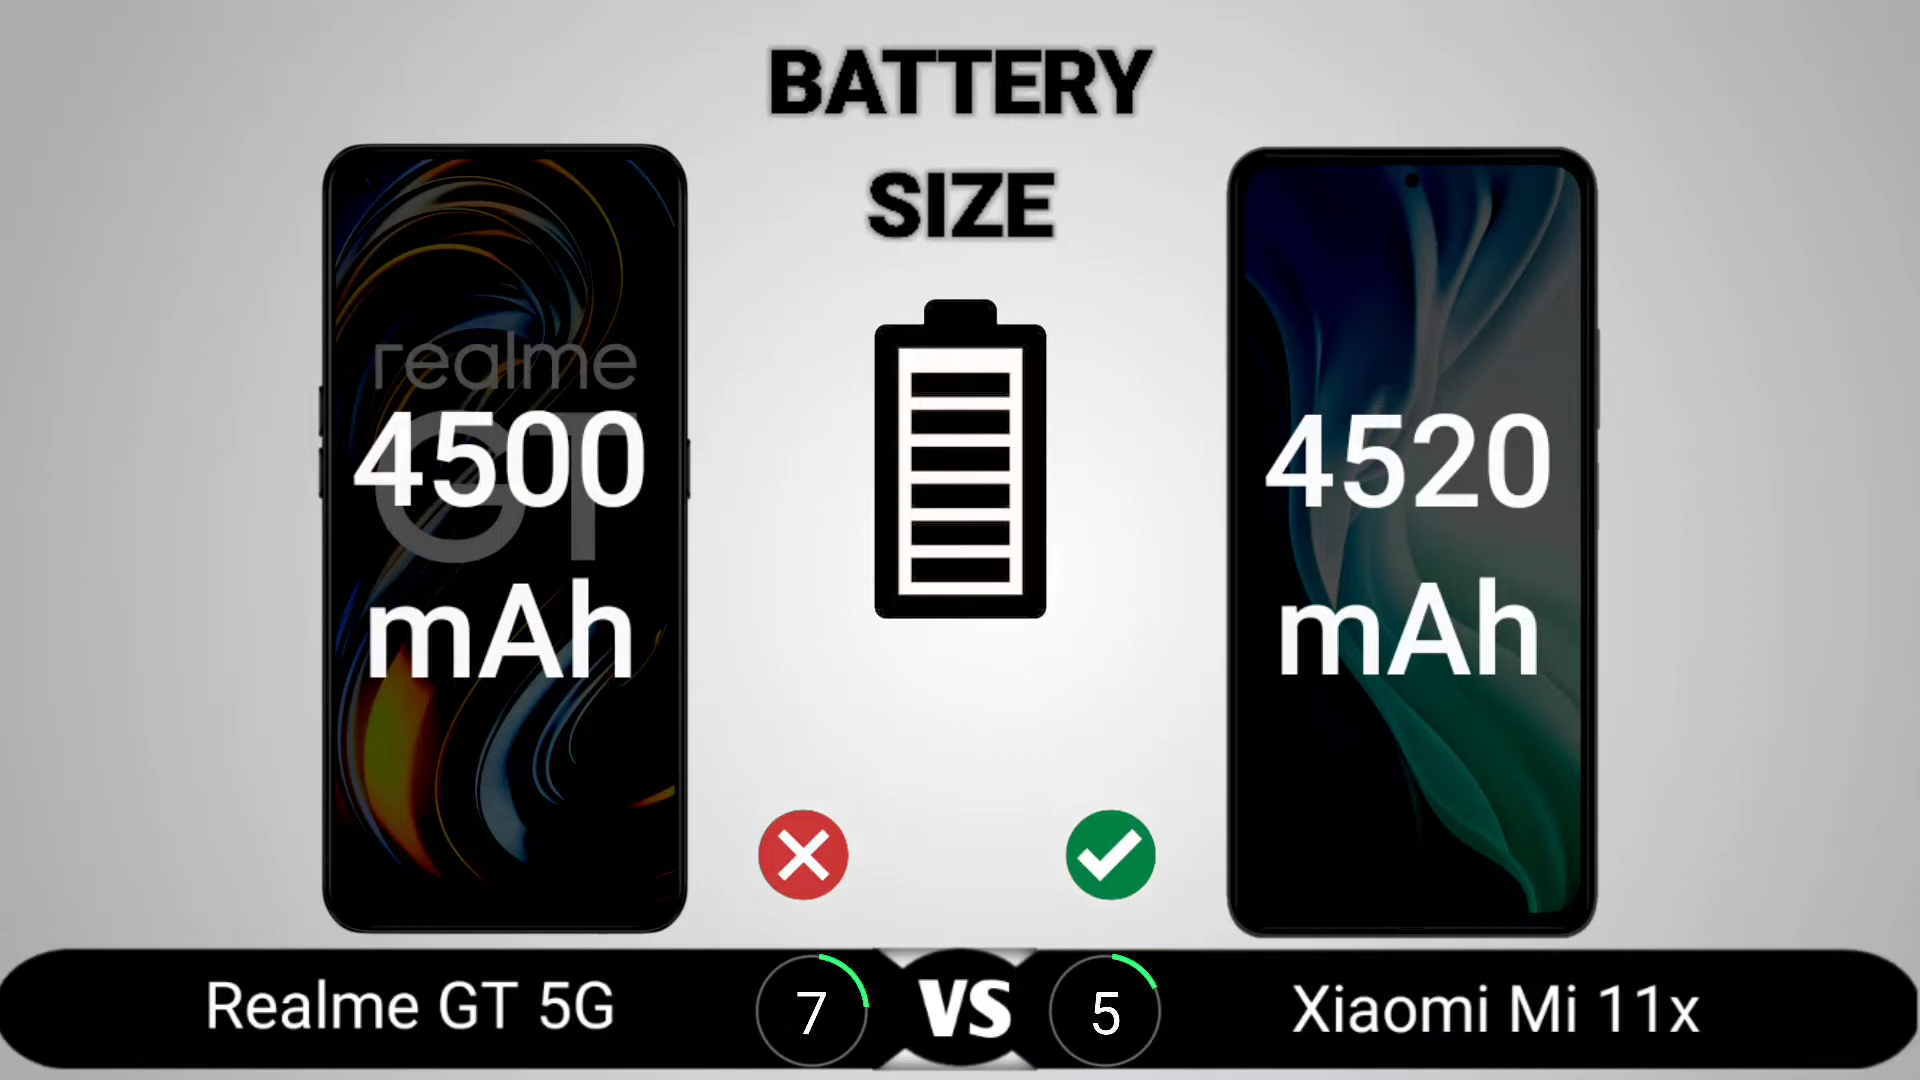 BATTERY
SIZE
realme
GT
4500
mAh
4520
mAh
Realme GT 5G
7
VS
5
Xiaomi Mi 11x